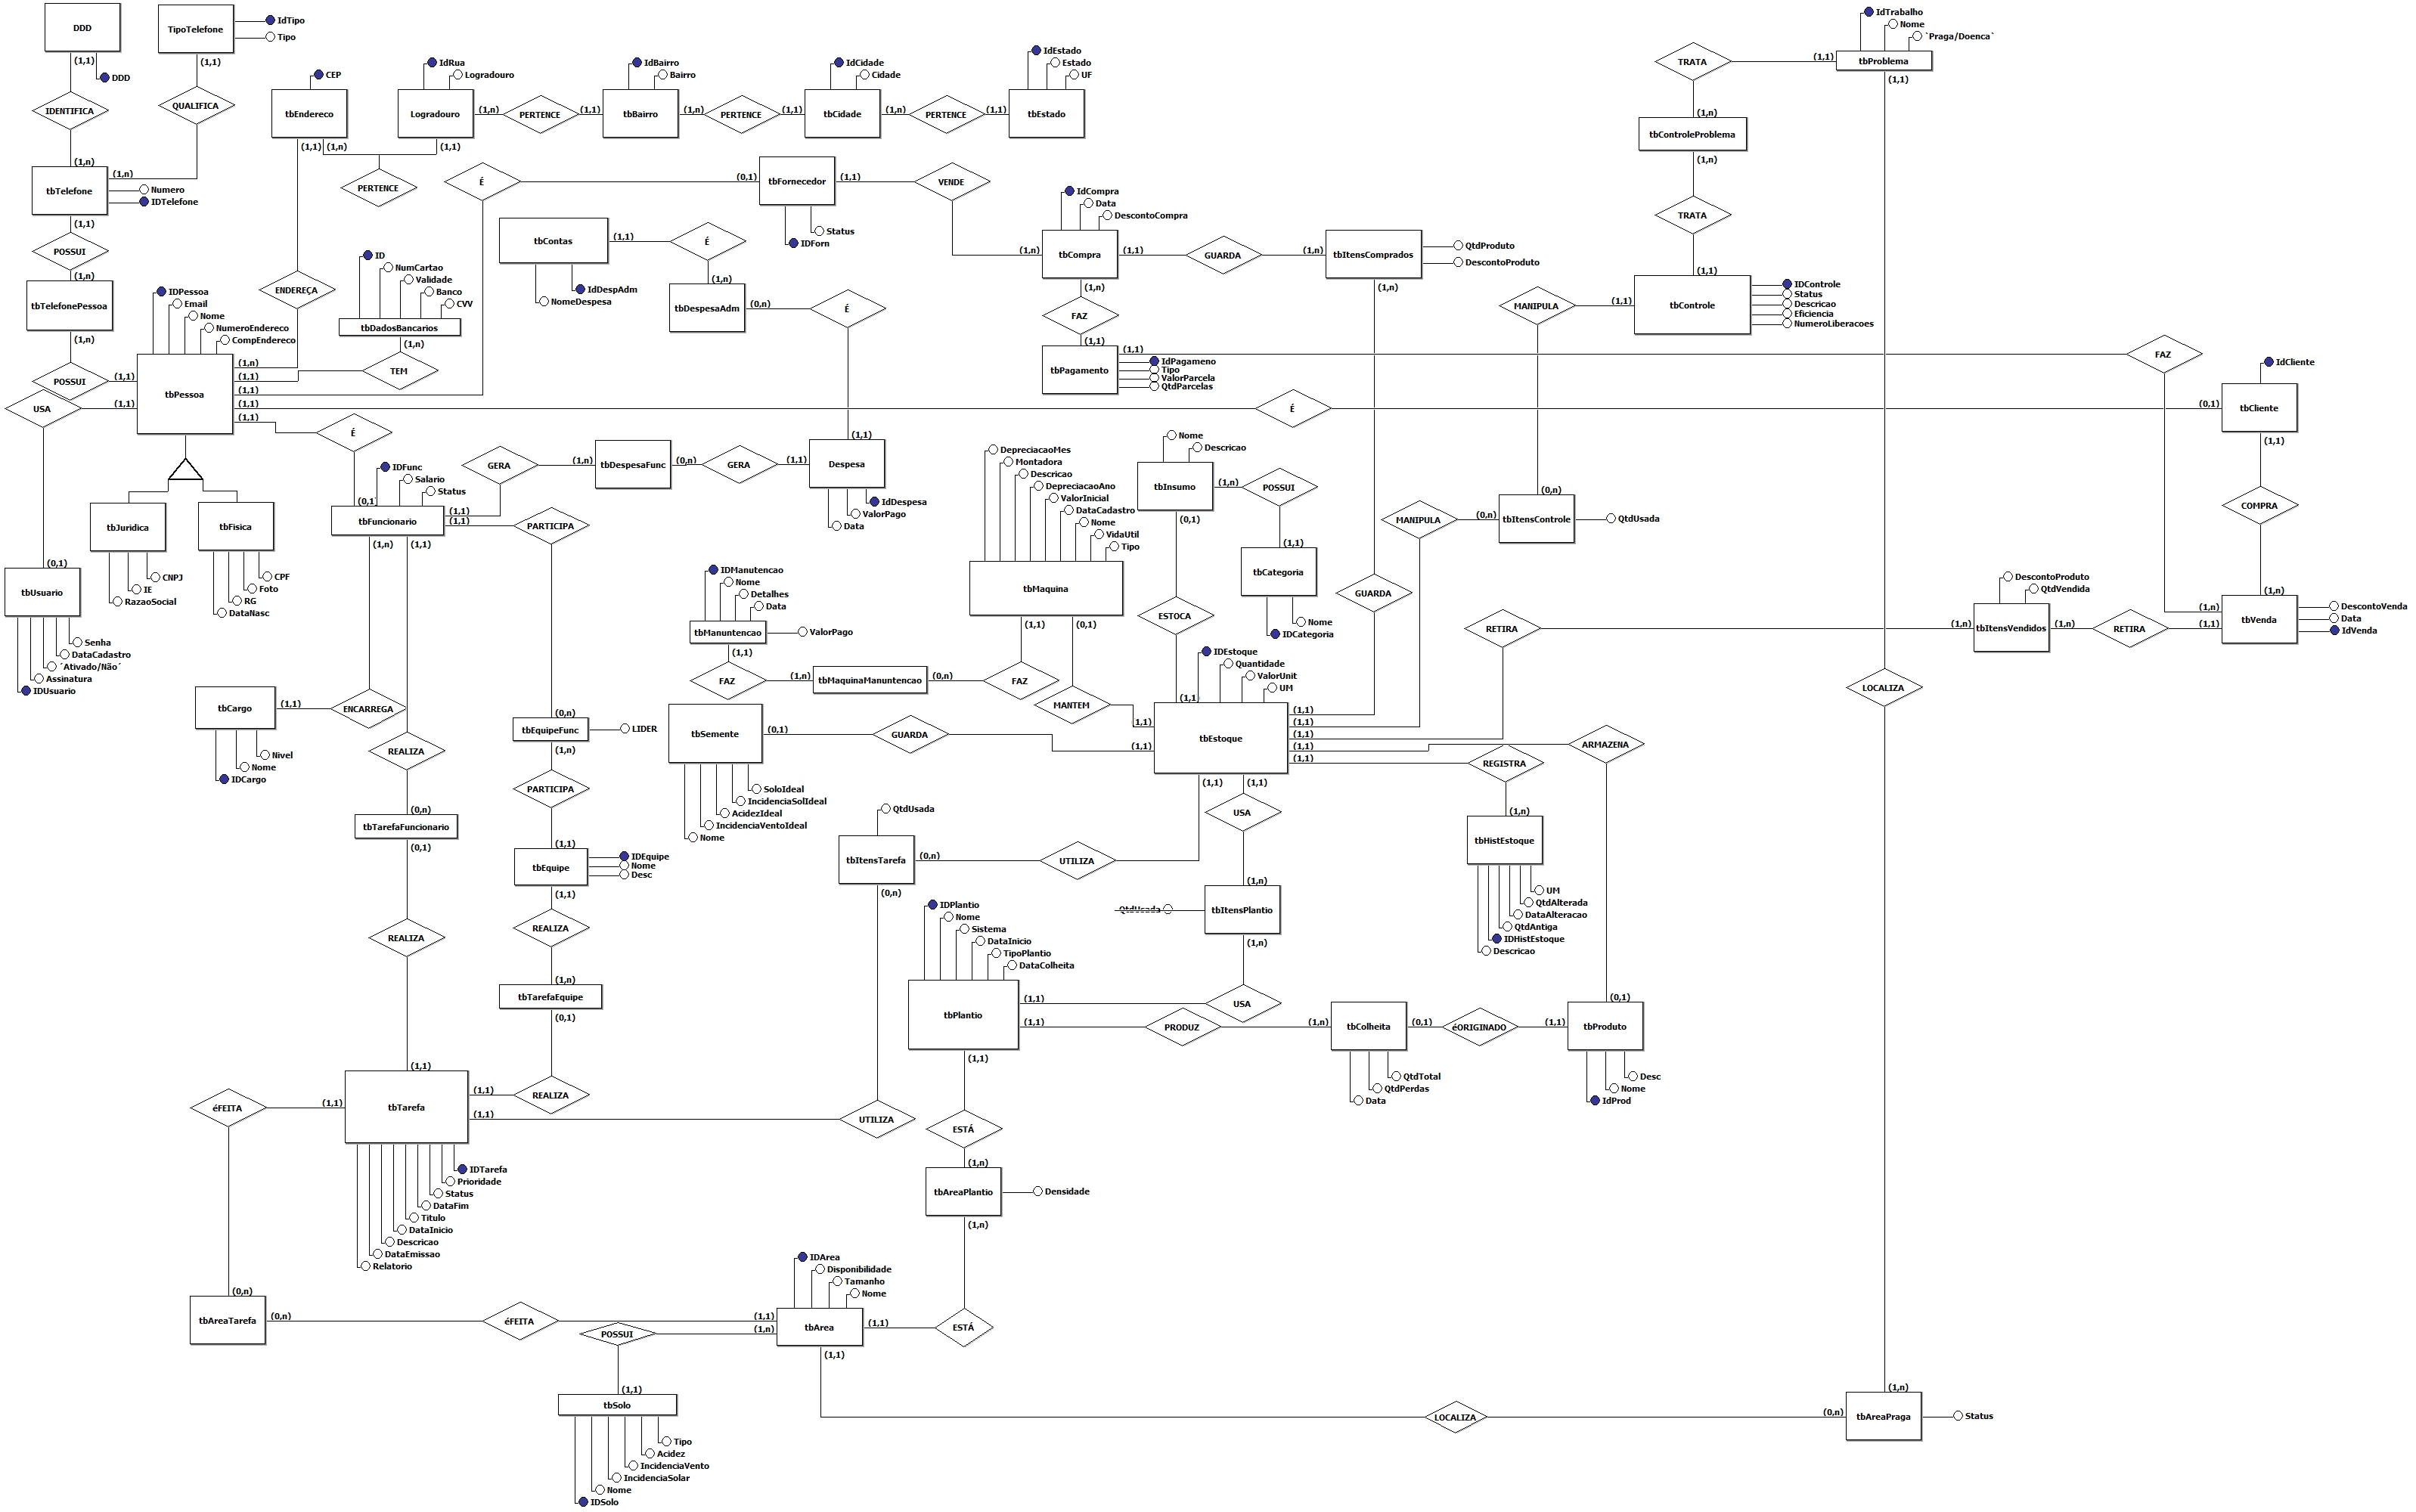 DDD
(1,1)
DDD
IDENTIFICA
(1,n)
TipoTelefone
IdTipo
Tipo
(1,1)
QUALIFICA
(1,n)
tbTelefone
Numero
IDTelefone
(1,1)
POSSUI
(1,n)
tbTelefonePessoa
(1,n)
POSSUI
(1,1)
USA
(1,1)
CEP
tbEndereco
(1,1)
(1,n)
PERTENCE
IdRua
Logradouro
Logradouro
(1,1)
(1,n)
PERTENCE
(1,1)
IdBairro
Bairro
tbBairro
(1,n)
PERTENCE
(1,1)
IdCidade
Cidade
tbCidade
(1,n)
PERTENCE
(1,1)
IdEstado
Estado
UF
tbEstado
ENDEREÇA
IDPessoa
Email
Nome
NumeroEndereco
CompEndereco
tbPessoa
(1,n)
(1,1)
(1,1)
(1,1)
(1,1)
ID
NumCartao
Validade
Banco
CVV
tbDadosBancarios
(1,n)
TEM
É
(0,1)
tbFornecedor
Status
IDForn
(1,1)
VENDE
(1,n)
tbContas
(1,1)
É
IdDespAdm
NomeDespesa
(1,n)
tbDespesaAdm
(0,n)
É
(1,1)
IdCompra
Data
DescontoCompra
tbCompra
(1,1)
GUARDA
(1,n)
tbItensComprados
QtdProduto
DescontoProduto
(1,n)
(1,n)
FAZ
(1,1)
tbPagamento
(1,1)
IdPagameno
Tipo
ValorParcela
QtdParcelas
FAZ
IdTrabalho
Nome
`Praga/Doenca`
tbProblema
(1,1)
TRATA
(1,1)
(1,n)
tbControleProblema
(1,n)
TRATA
(1,1)
tbControle
IDControle
Status
Descricao
Eficiencia
NumeroLiberacoes
MANIPULA
(1,1)
É
(0,1)
IdCliente
tbCliente
(1,1)
COMPRA
(1,n)
É
(0,1)
IDFunc
Salario
Status
tbFuncionario
(1,1)
(1,1)
(1,n)
(1,1)
GERA
(1,n)
tbDespesaFunc
(0,n)
GERA
(1,1)
Despesa
IdDespesa
ValorPago
Data
PARTICIPA
tbJuridica
CNPJ
IE
RazaoSocial
tbFisica
CPF
Foto
RG
DataNasc
(0,1)
tbUsuario
Senha
DataCadastro
´Ativado/Não´
Assinatura
IDUsuario
tbCargo
(1,1)
ENCARREGA
Nivel
Nome
IDCargo
REALIZA
(0,n)
tbTarefaFuncionario
(0,1)
REALIZA
(1,1)
(0,n)
tbEquipeFunc
LIDER
(1,n)
PARTICIPA
(1,1)
tbEquipe
IDEquipe
Nome
Desc
(1,1)
REALIZA
(1,n)
tbTarefaEquipe
(0,1)
REALIZA
IDManutencao
Nome
Detalhes
Data
tbManuntencao
ValorPago
(1,1)
FAZ
(1,n)
tbMaquinaManuntencao
(0,n)
FAZ
DepreciacaoMes
Montadora
Descricao
DepreciacaoAno
ValorInicial
DataCadastro
Nome
VidaUtil
Tipo
tbMaquina
(1,1)
(0,1)
MANTEM
(1,1)
Nome
Descricao
tbInsumo
(1,n)
POSSUI
(0,1)
(1,1)
tbCategoria
Nome
IDCategoria
ESTOCA
(1,1)
GUARDA
MANIPULA
(0,n)
(0,n)
tbItensControle
QtdUsada
RETIRA
(1,n)
DescontoProduto
QtdVendida
tbItensVendidos
(1,n)
RETIRA
(1,1)
(1,n)
tbVenda
DescontoVenda
Data
IdVenda
LOCALIZA
tbSemente
(0,1)
GUARDA
(1,1)
SoloIdeal
IncidenciaSolIdeal
AcidezIdeal
IncidenciaVentoIdeal
Nome
IDEstoque
Quantidade
ValorUnit
UM
tbEstoque
(1,1)
(1,1)
(1,1)
(1,1)
(1,1)
(1,1)
(1,1)
ARMAZENA
REGISTRA
(1,n)
tbHistEstoque
UM
QtdAlterada
DataAlteracao
QtdAntiga
IDHistEstoque
Descricao
QtdUsada
tbItensTarefa
(0,n)
UTILIZA
(0,n)
USA
(1,n)
QtdUsada
tbItensPlantio
(1,n)
USA
IDPlantio
Nome
Sistema
DataInicio
TipoPlantio
DataColheita
tbPlantio
(1,1)
(1,1)
(1,1)
PRODUZ
(1,n)
tbColheita
(0,1)
éORIGINADO
(1,1)
QtdTotal
QtdPerdas
Data
(0,1)
tbProduto
Desc
Nome
IdProd
éFEITA
(1,1)
tbTarefa
(1,1)
(1,1)
UTILIZA
IDTarefa
Prioridade
Status
DataFim
Titulo
DataInicio
Descricao
DataEmissao
Relatorio
ESTÁ
(1,n)
tbAreaPlantio
Densidade
(1,n)
(0,n)
tbAreaTarefa
(0,n)
éFEITA
(1,1)
POSSUI
(1,n)
IDArea
Disponibilidade
Tamanho
Nome
tbArea
(1,1)
ESTÁ
(1,1)
(1,1)
tbSolo
Tipo
Acidez
IncidenciaVento
IncidenciaSolar
Nome
IDSolo
LOCALIZA
(0,n)
(1,n)
tbAreaPraga
Status